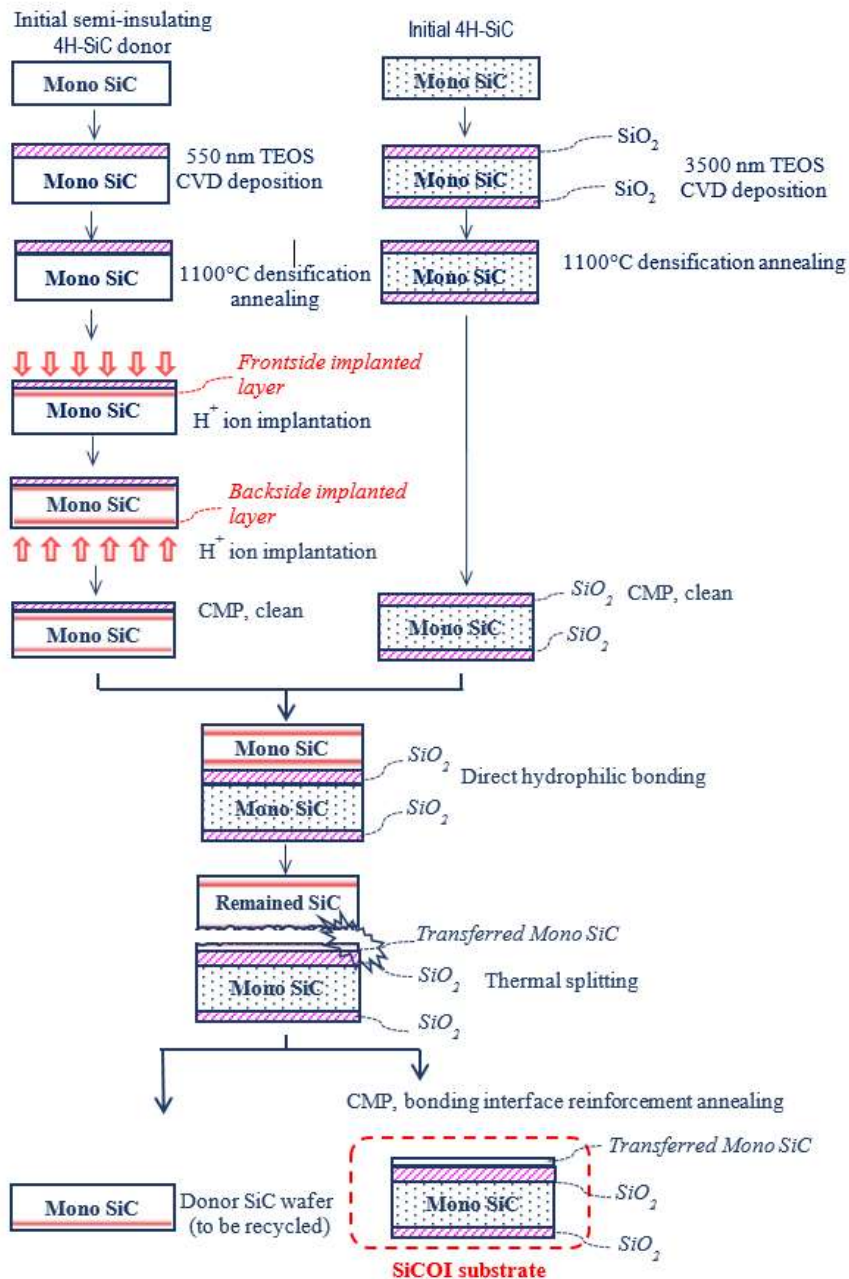 Initial semi-insulating
4H-SiC donor
Initial 4H-SiC
Mono SiC
Mono SiC
550 nm TEOS
CVD deposition
Mono SiC
SiO2
Mono SiC
SiO2
3500 nm TEOS
CVD deposition
Mono SiC
1100°C densification
annealing
Mono SiC
1100°C densification annealing
Frontside implanted
layer
Mono SiC
H+ ion implantation
Mono SiC
Backside implanted
layer
H+ ion implantation
CMP, clean
Mono SiC
SiO2 CMP, clean
Mono SiC
SiO2
Mono SiC
SiO2
Direct hydrophilic bonding
Mono SiC
SiO2
Remained SiC
Transferred Mono SiC
SiO2
Thermal splitting
Mono SiC
SiO2
CMP, bonding interface reinforcement annealing
Transferred Mono SiC
Mono SiC
Donor SiC wafer
(to be recycled)
SiO2
Mono SiC
SiO2
SiCOI substrate